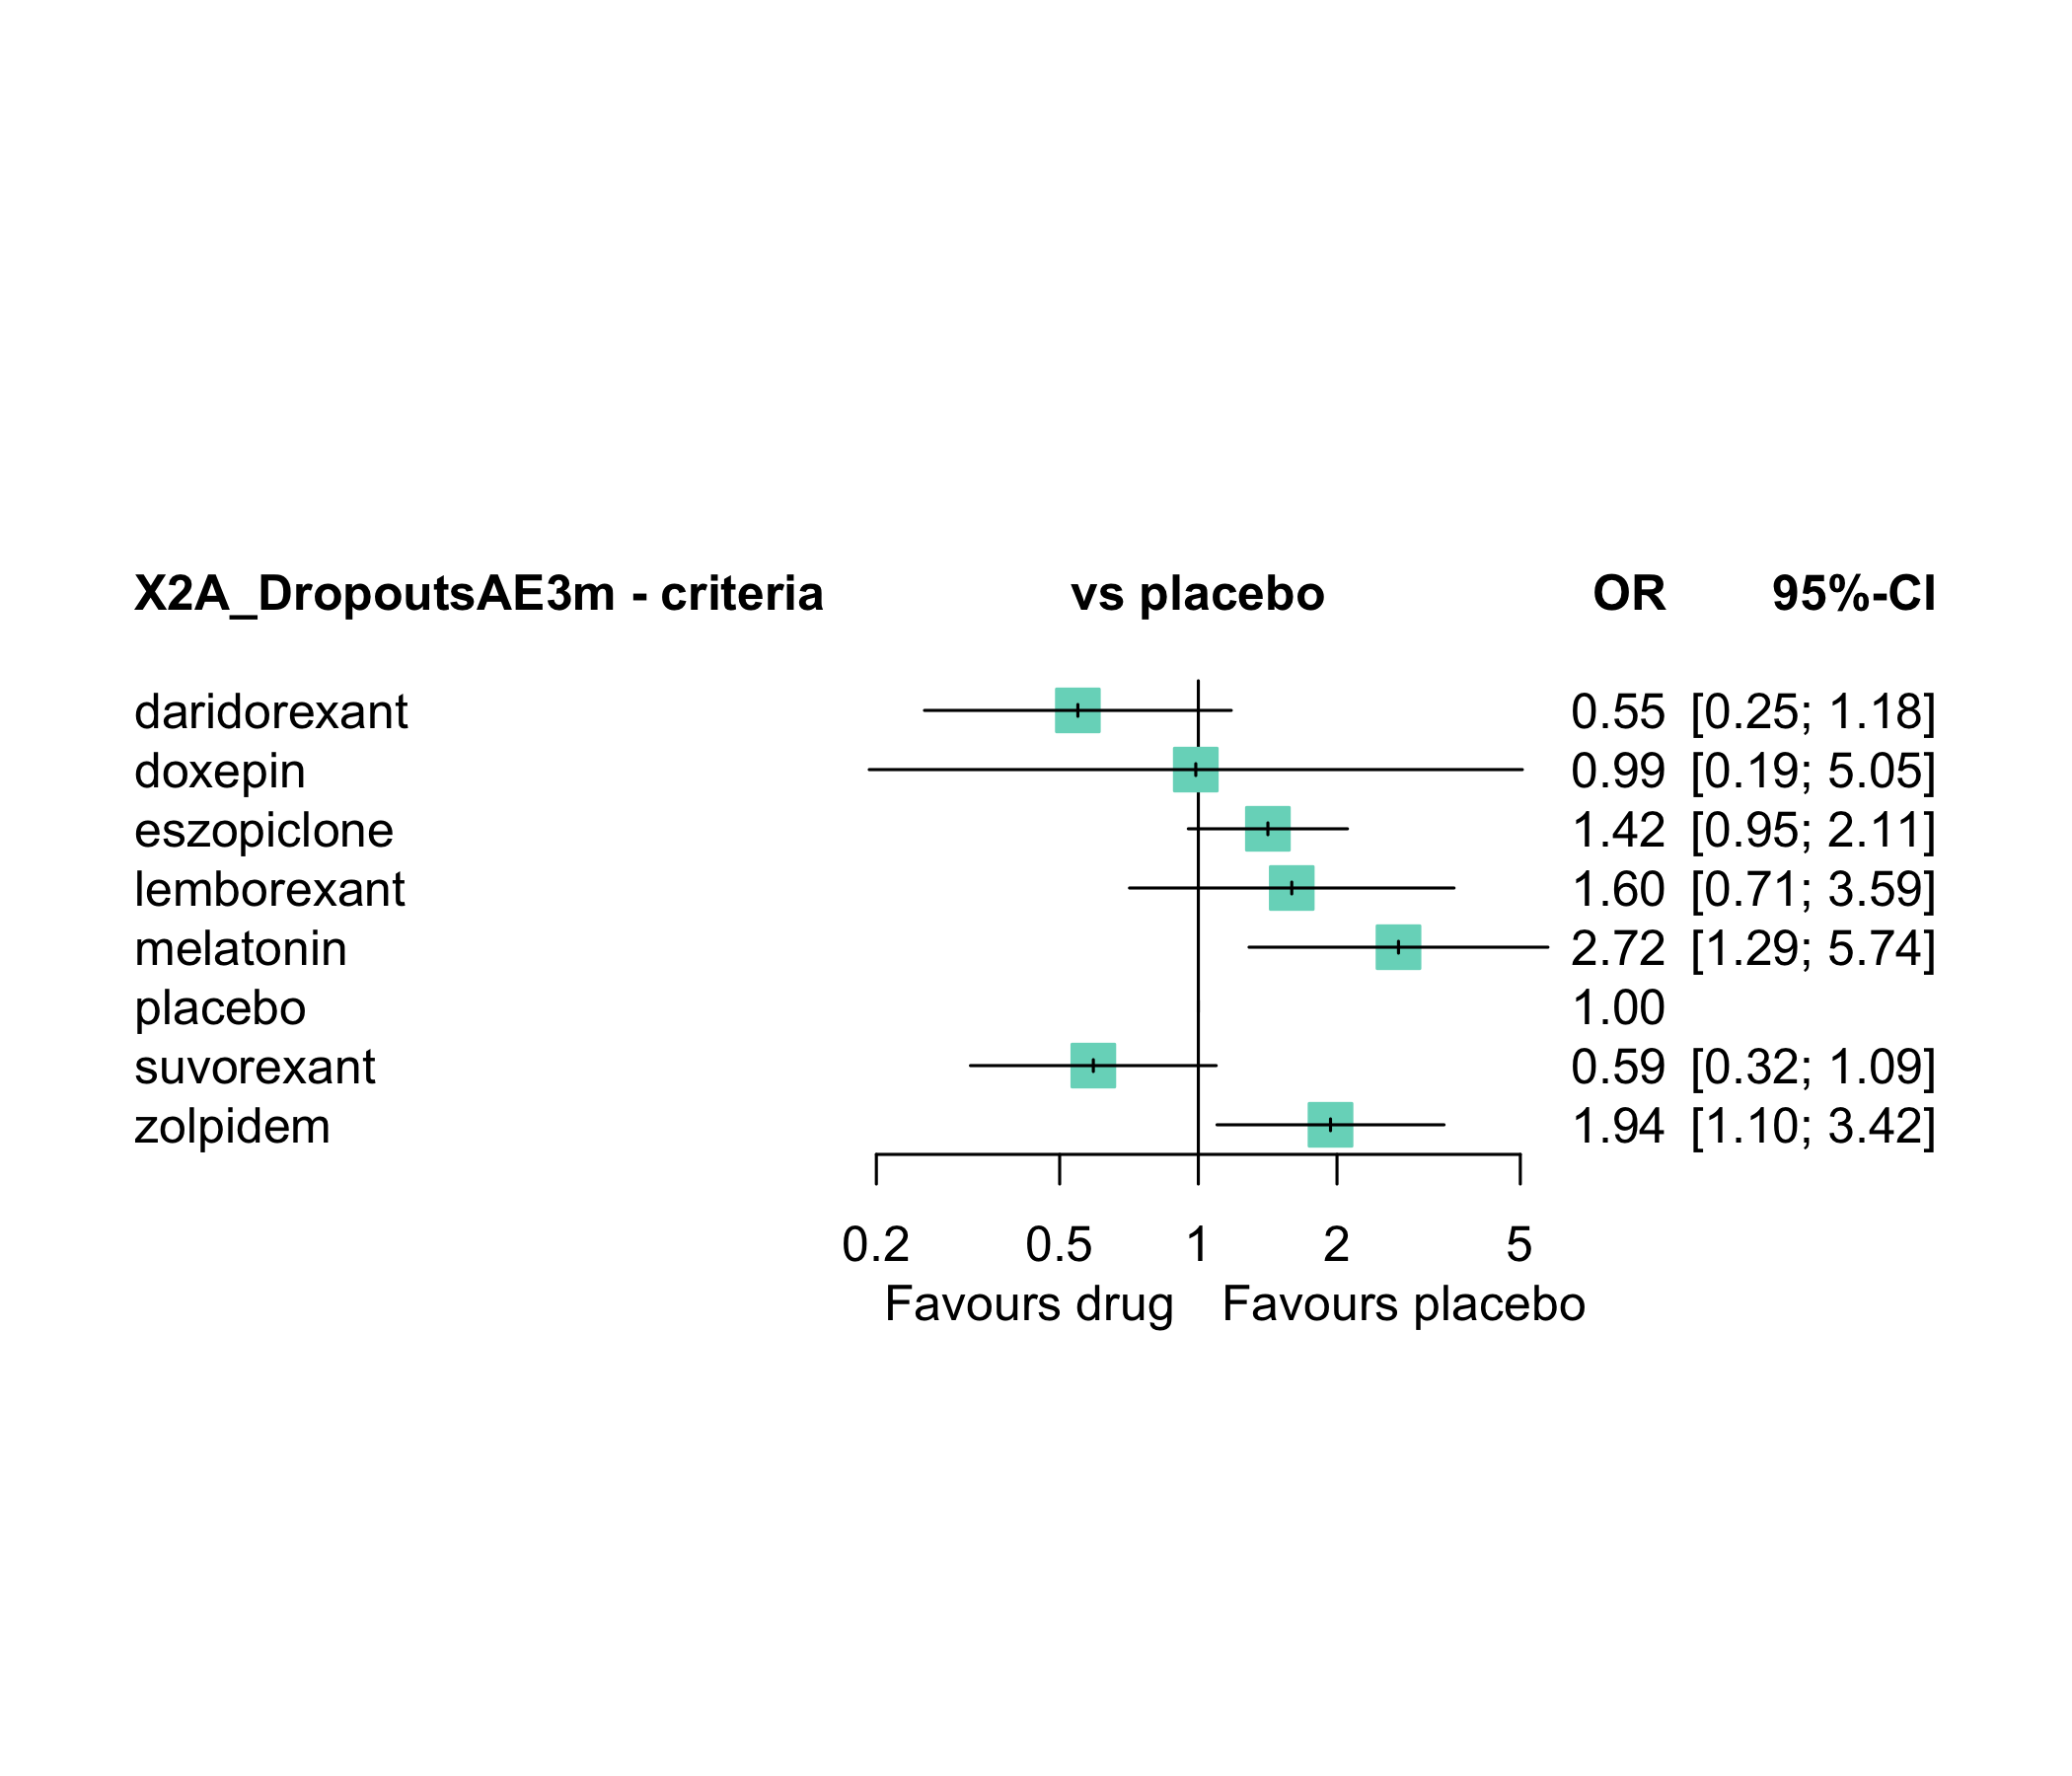 X2A_DropoutsAE3m - criteria vs placebo OR 95%-CI
daridorexant 0.55 [0.25; 1.18]
doxepin 0.99 [0.19; 5.05]
eszopiclone 1.42 [0.95; 2.11]
lemborexant 1.60 [0.71; 3.59]
melatonin 2.72 [1.29; 5.74]
placebo 1.00
suvorexant 0.59 [0.32; 1.09]
zolpidem 1.94 [1.10; 3.42]
0.2 0.5 1 2 5
Favours drug Favours placebo